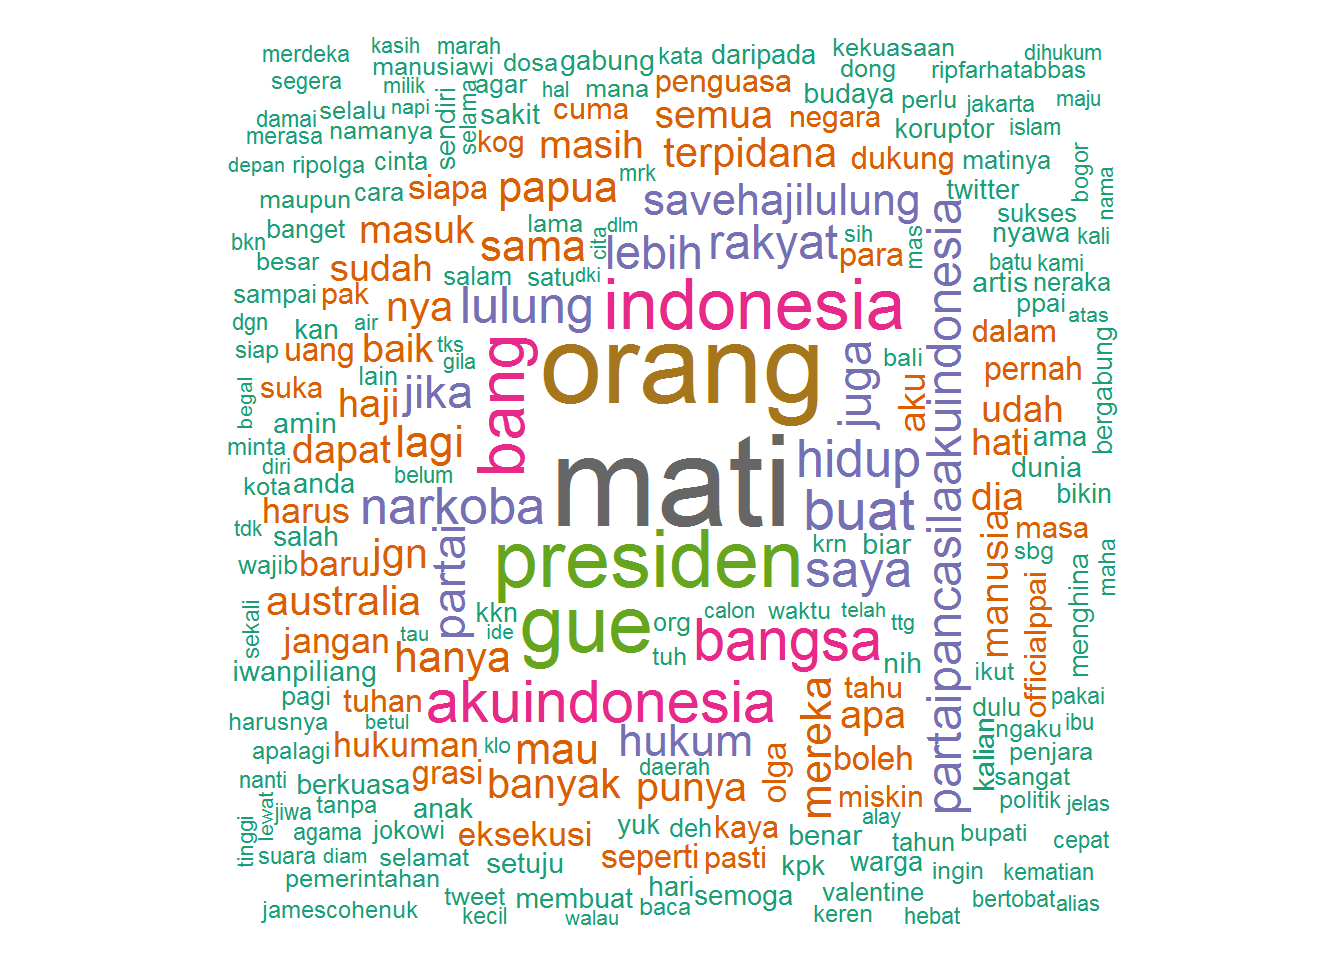 merdeka kasih marah
manusiawi dosa gabung kata daripada kekuasaan dihukum
segera milik agar hal mana penguasa dong ripfarhatabbas
damai selalu napi sendiri selama sakit cuma semua budaya negara perlu jakarta maju
merasa namanya kog masih terpidana koruptor islam
depan ripolga cinta mrk dukung matinya
maupun cara siapa papua savehajilulung twitter bogor nama
banget masuk lama cita dlm rakyat sih mas sukses
bkn besar sudah sama lebih para nyawa kali
sampai pak salam satu dki batu kami artis neraka
dgn kan air nya lulung indonesia ppai atas
siap uang baik tks gila bang orang juga bali dalam bergabung
begal suka lain jika aku pernah
amin haji udah
minta dapat lagi mati hidup hati ama
diri belum dunia
kota anda narkoba buat dia bikin
harus
tdk salah partai presiden krn biar manusia masa
wajib baru jgn saya sbg maha
australia kkn gue org calon waktu telah ttg officialppai menghina
sekali jangan tau ide tuh bangsa nih
iwanpiliang hanya partaipancasilaakuindonesia ikut
pagi tuhan akuindonesia mereka tahu dulu pakai
harusnya betul apa kalian ngaku ibu
apalagi hukuman klo mau hukum olga boleh penjara
nanti berkuasa grasi banyak daerah punya miskin sangat
tinggi lewat jiwa tanpa anak alay politik jelas
agama jokowi eksekusi yuk deh kaya benar tahun bupati cepat
suara diam selamat setuju seperti pasti kpk warga ingin kematian
pemerintahan tweet membuat hari semoga valentine bertobat alias
jamescohenuk kecil walau baca keren hebat